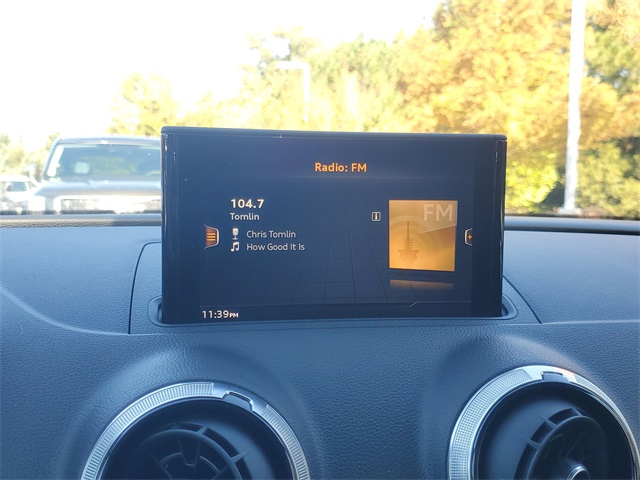 Radio: FM
104.7
Tomlin
i
FM
Chris Tomlin
How Good It Is
11:39PM